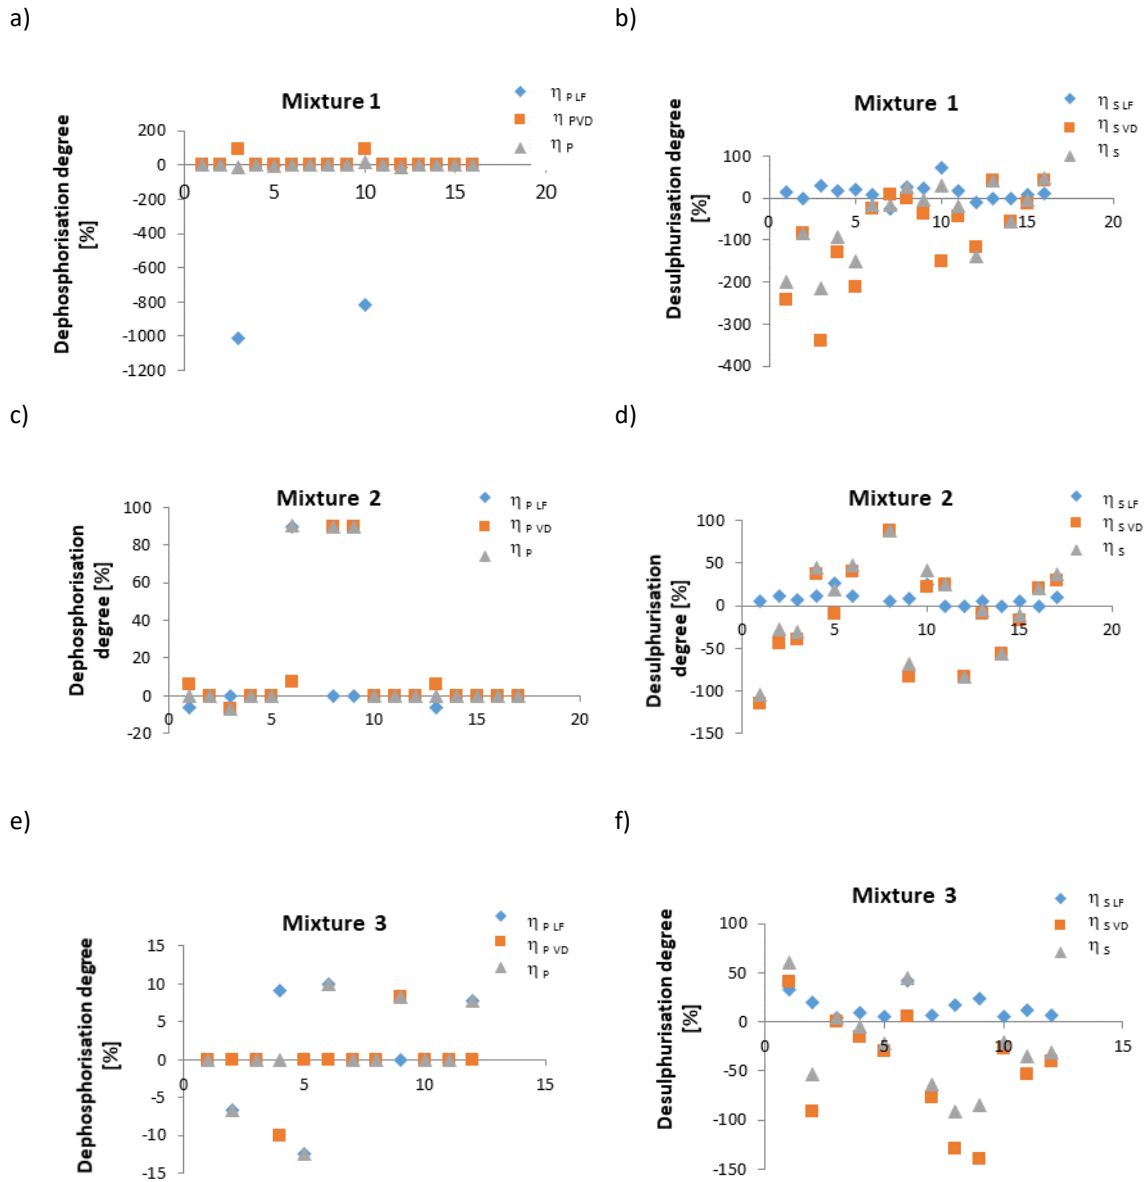 a)
Mixture 1
η P LF
η PVD
η P
Dephosphorisation degree
[%]
200
0
-200
-400
-600
-800
-1000
-1200
0
5
10
15
20
b)
Mixture 1
η S LF
η S VD
η S
Desulphurisation degree
[%]
100
0
-100
-200
-300
-400
0
5
10
15
20
c)
Mixture 2
η P LF
η P VD
η P
Dephosphorisation
degree [%]
100
80
60
40
20
0
-20
0
5
10
15
20
d)
Mixture 2
η S LF
η S VD
η S
Desulphurisation
degree [%]
100
50
0
-50
-100
-150
0
5
10
15
20
e)
Mixture 3
η P LF
η P VD
η P
Dephosphorisation degree
[%]
15
10
5
0
-5
-10
-15
0
5
10
15
f)
Mixture 3
η S LF
η S VD
η S
Desulphurisation degree
[%]
100
50
0
-50
-100
-150
0
5
10
15